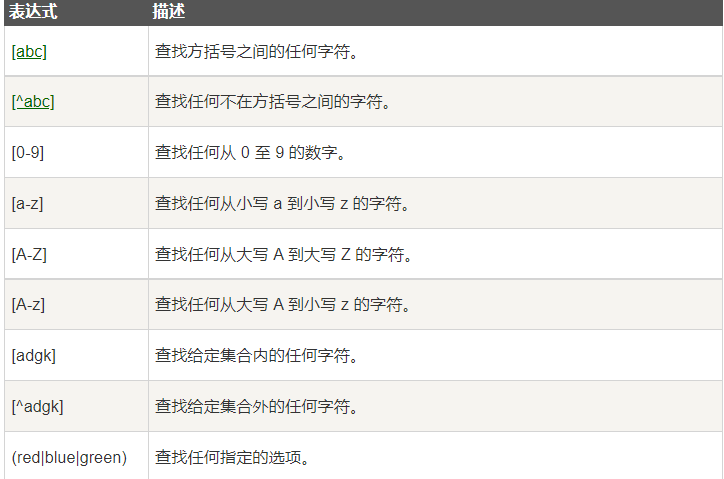 表达式 描述
[abc] 查找方括号之间的任何字符。
[^abc] 查找任何不在方括号之间的字符。
[0-9] 查找任何从 0 至 9 的数字。
[a-z] 查找任何从小写 a 到小写 z 的字符。
[A-Z] 查找任何从大写 A 到大写 Z 的字符。
[A-z] 查找任何从大写 A 到小写 z 的字符。
[adgk] 查找给定集合内的任何字符。
[^adgk] 查找给定集合外的任何字符。
(red|blue|green) 查找任何指定的选项。